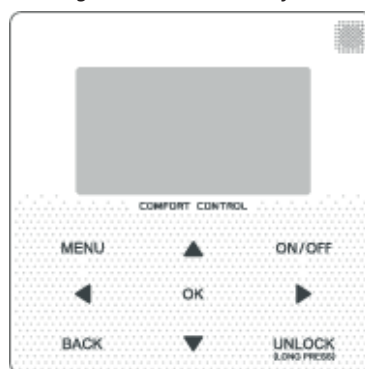 COMFORT CONTROL
MENU
ON/OFF
OK
BACK
UNLOCK
(LONG PRESS)